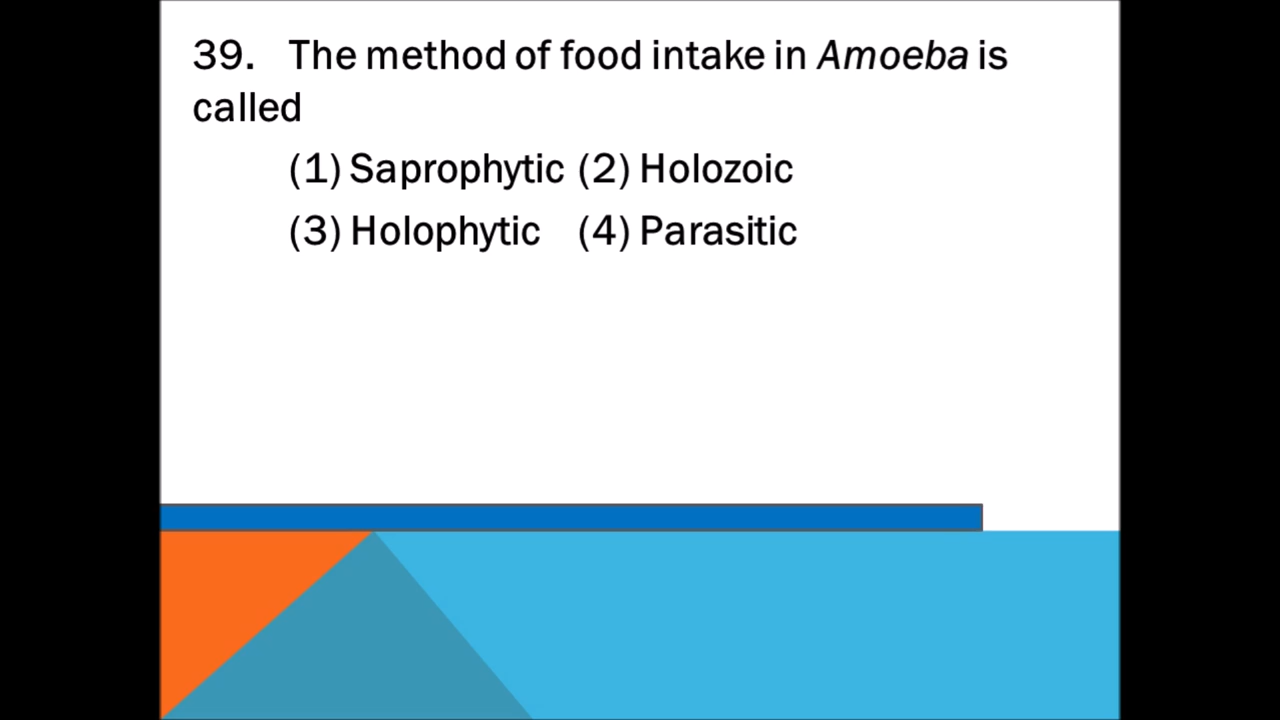 39. The method of food intake in Amoeba is
called
(1) Saprophytic (2) Holozoic
(3) Holophytic (4) Parasitic